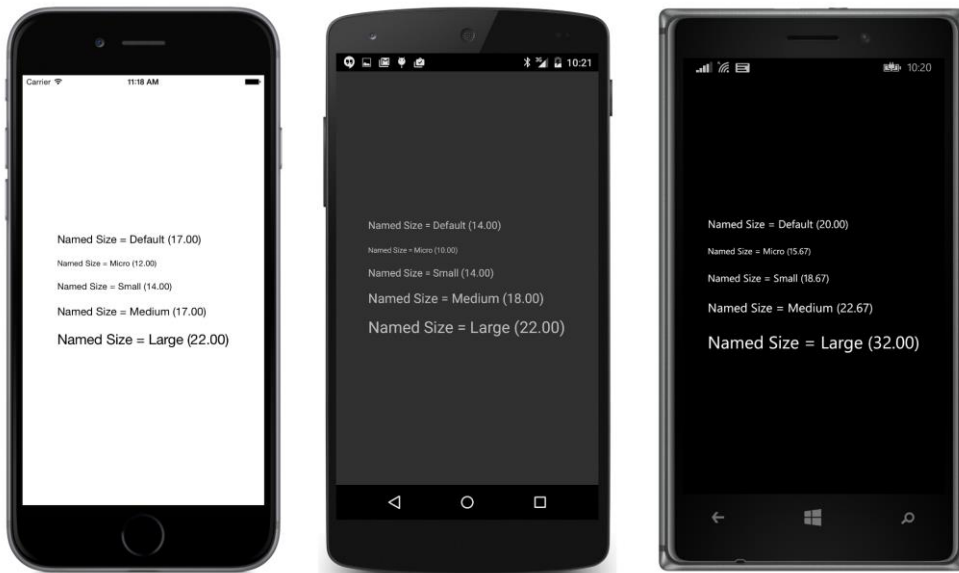 Carrier 11:18 AM
Named Size = Default (17.00)
Named Size = Micro (12.00)
Named Size = Small (14.00)
Named Size = Medium (17.00)
Named Size = Large (22.00)
3G 10:21
Named Size = Default (14.00)
Named Size = Micro (10.00)
Named Size = Small (14.00)
Named Size = Medium (18.00)
Named Size = Large (22.00)
10:20
Named Size = Default (20.00)
Named Size = Micro (15.67)
Named Size = Small (18.67)
Named Size = Medium (22.67)
Named Size = Large (32.00)